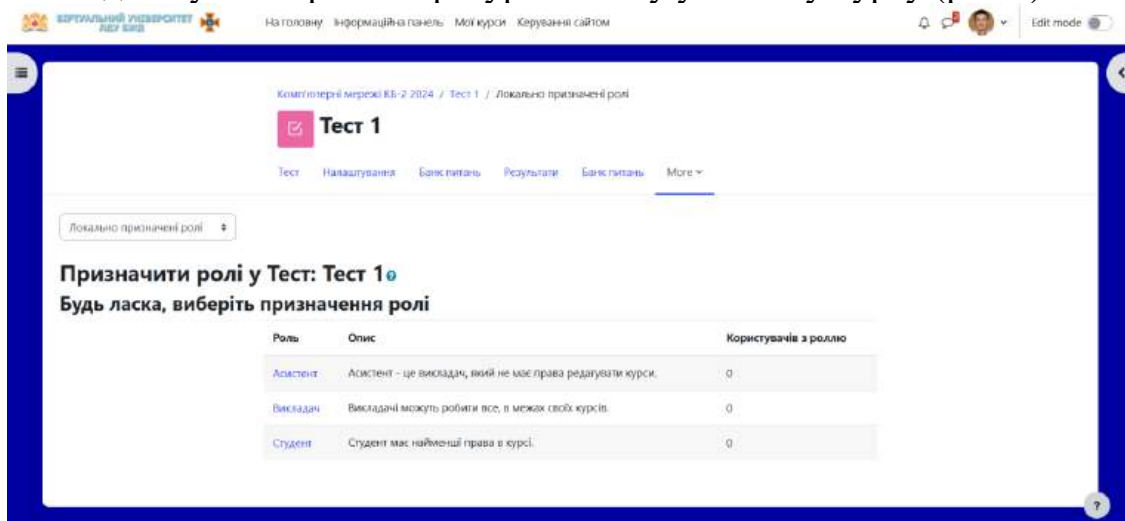 ВІРТУАЛЬНИЙ УНІВЕРСИТЕТ
ЛДУ БЖД
На головну Інформаційна панель Мої курси Керування сайтом
Edit mode
Комп'ютерні мережі КБ-2 2024 / Тест 1 / Локально призначені ролі
Тест 1
Тест Налаштування Банк питань Результати Банк питань More
Локально призначені ролі
Призначити ролі у Тест: Тест 1
Будь ласка, виберіть призначення ролі
Роль Опис Користувачів з роллю
Асистент Асистент - це викладач, який не має права редагувати курси. 0
Викладач Викладачі можуть робити все, в межах своїх курсів. 0
Студент Студент має найменші права в курсі. 0
?